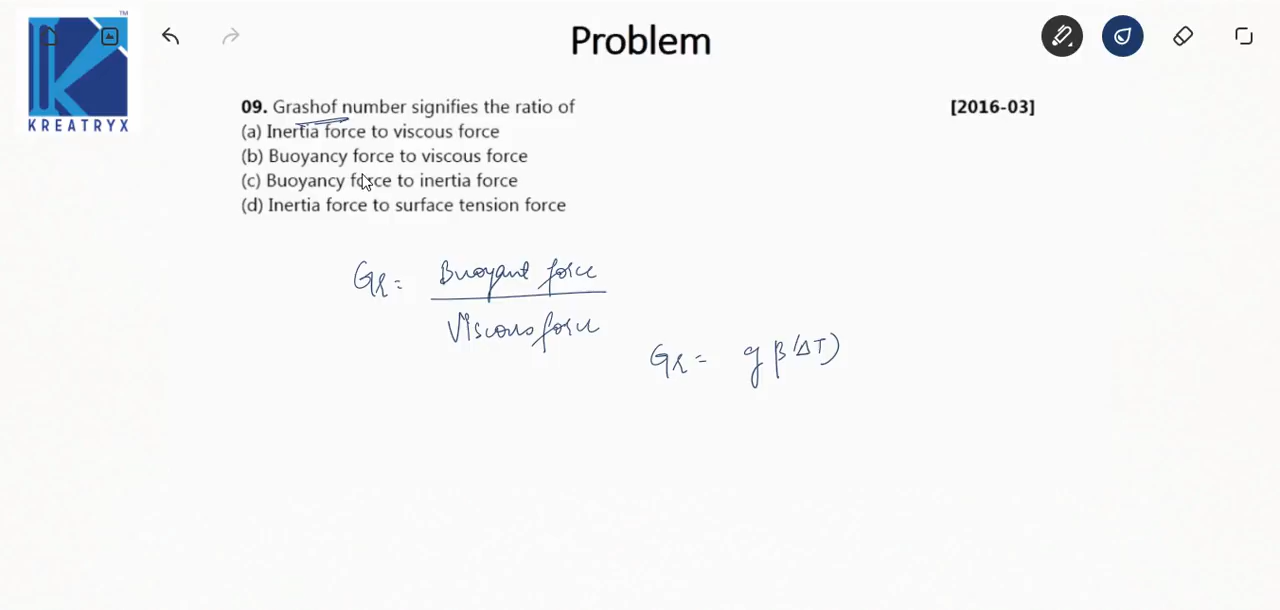 TM
KREATRYX
Problem
09. Grashof number signifies the ratio of [2016-03]
(a) Inertia force to viscous force
(b) Buoyancy force to viscous force
(c) Buoyancy force to inertia force
(d) Inertia force to surface tension force
Gr = Buoyant force
Viscous force
Gr = g β (ΔT)